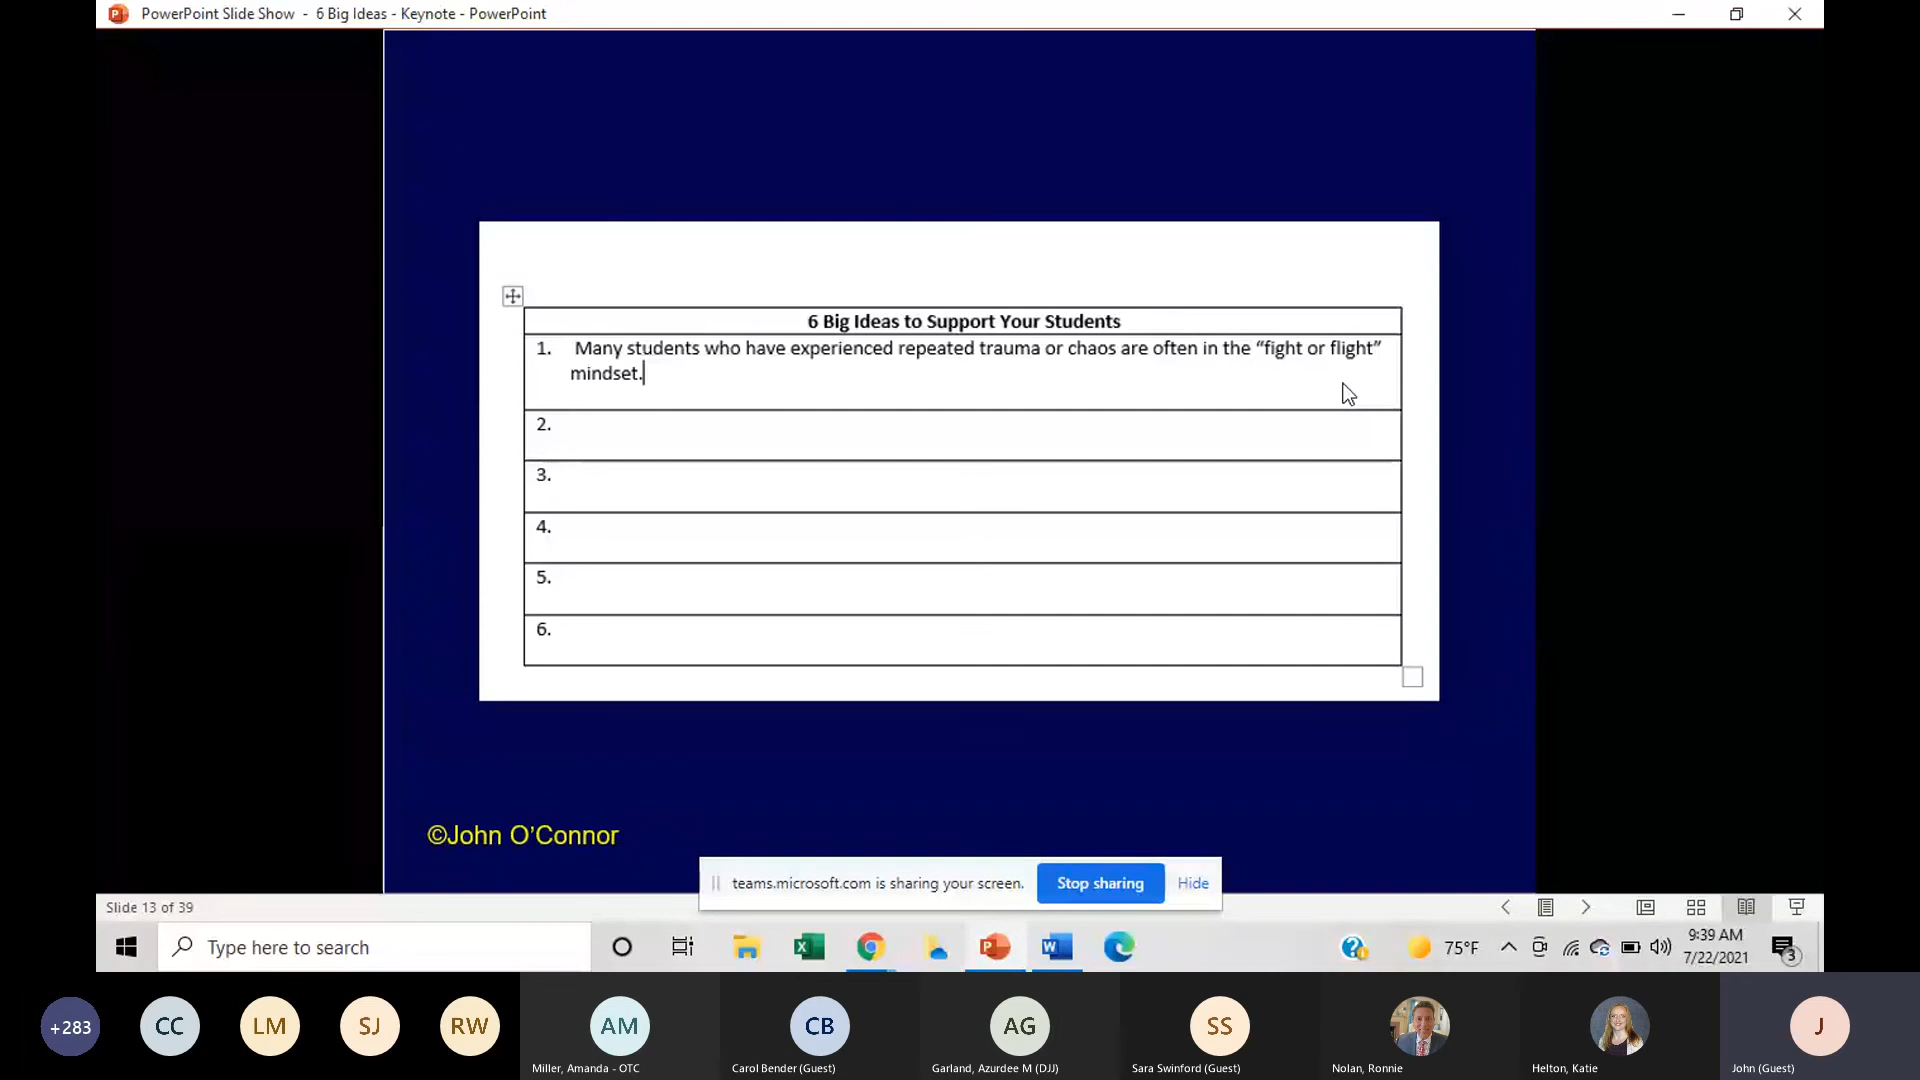 PowerPoint Slide Show - 6 Big Ideas - Keynote - PowerPoint
6 Big Ideas to Support Your Students
1. Many students who have experienced repeated trauma or chaos are often in the “fight or flight”
mindset.
2.
3.
4.
5.
6.
©John O’Connor
teams.microsoft.com is sharing your screen. Stop sharing Hide
Slide 13 of 39
Type here to search
75°F
9:39 AM
7/22/2021
3
+283 CC LM SJ RW AM CB AG SS J
Miller, Amanda - OTC Carol Bender (Guest) Garland, Azurdee M (DJJ) Sara Swinford (Guest) Nolan, Ronnie Helton, Katie John (Guest)